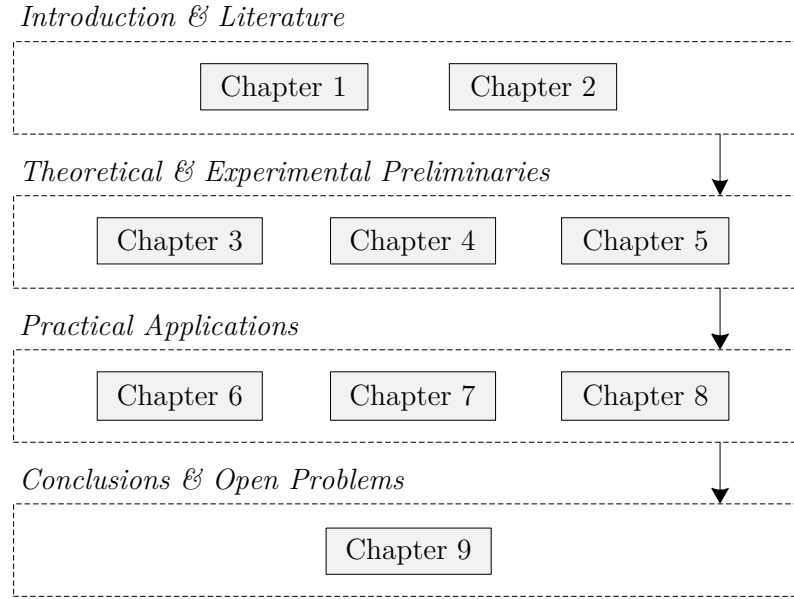 Introduction & Literature
Chapter 1 Chapter 2
Theoretical & Experimental Preliminaries
Chapter 3 Chapter 4 Chapter 5
Practical Applications
Chapter 6 Chapter 7 Chapter 8
Conclusions & Open Problems
Chapter 9